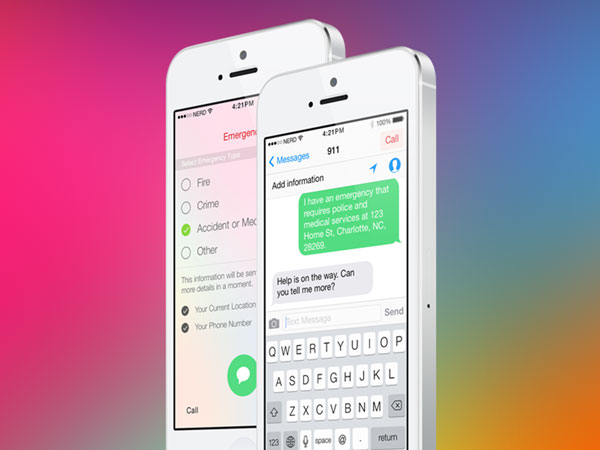 NERD
4:21 PM
Emergenc
Select Emergency Type
Fire
Crime
Accident or Med
Other
This information will be sen
more details in a moment.
Your Current Location
Your Phone Number
Call
NERD
4:21PM
100%
Messages
911
Call
Add information
I have an emergency that
requires police and
medical services at 123
Home St, Charlotte, NC,
28269.
Help is on the way. Can
you tell me more?
Text Message
Send
Q W E R T Y U I O P
A S D F G H J K L
Z X C V B N M
123 space @ . return